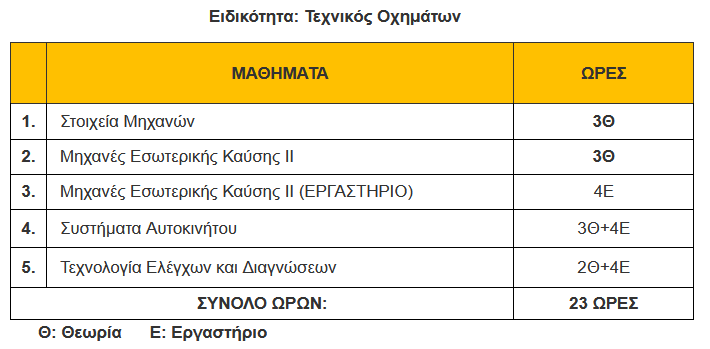 Ειδικότητα: Τεχνικός Οχημάτων
ΜΑΘΗΜΑΤΑ ΩΡΕΣ
1. Στοιχεία Μηχανών 3Θ
2. Μηχανές Εσωτερικής Καύσης ΙΙ 3Θ
3. Μηχανές Εσωτερικής Καύσης ΙΙ (ΕΡΓΑΣΤΗΡΙΟ) 4Ε
4. Συστήματα Αυτοκινήτου 3Θ+4Ε
5. Τεχνολογία Ελέγχων και Διαγνώσεων 2Θ+4Ε
ΣΥΝΟΛΟ ΩΡΩΝ: 23 ΩΡΕΣ
Θ: Θεωρία Ε: Εργαστήριο